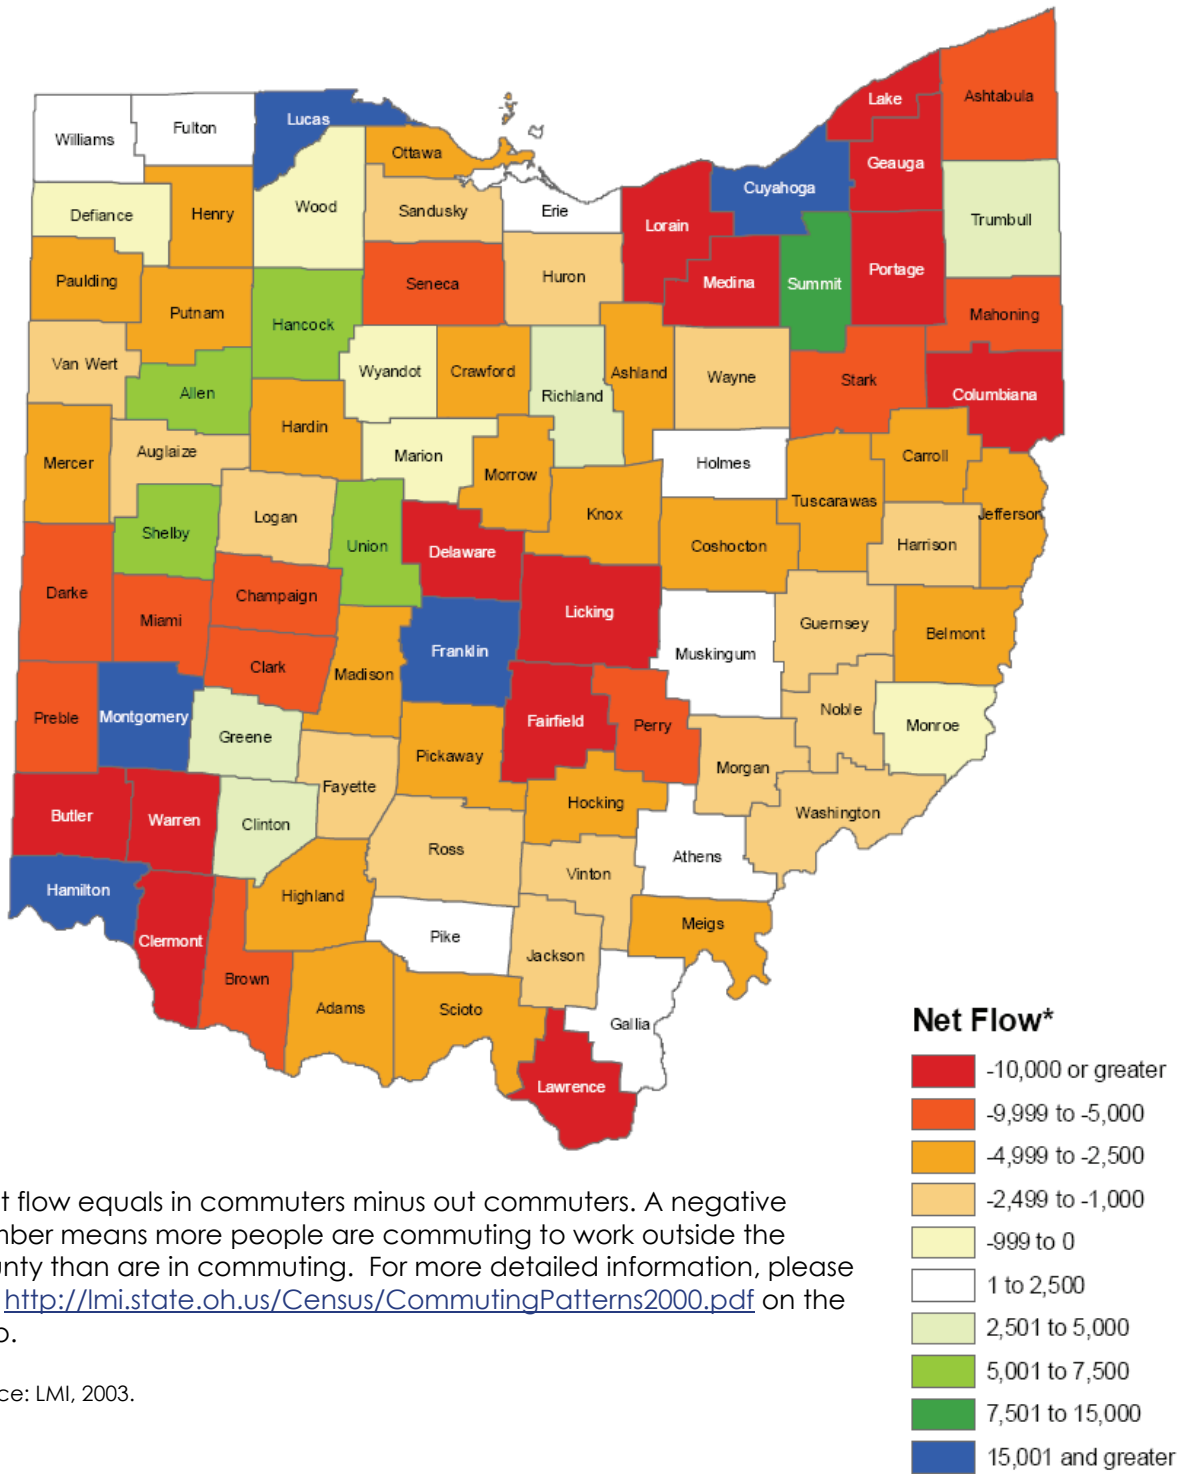 Ashtabula
Lake
Geauga
Lucas
Fulton
Williams
Ottawa
Cuyahoga
Wood
Sandusky
Erie
Defiance
Henry
Lorain
Trumbull
Paulding
Seneca
Huron
Medina
Summit
Portage
Putnam
Hancock
Mahoning
Van Wert
Allen
Wyandot
Crawford
Richland
Ashland
Wayne
Stark
Columbiana
Hardin
Mercer
Auglaize
Marion
Morrow
Holmes
Carroll
Tuscarawas
Jefferson
Shelby
Logan
Union
Knox
Coshocton
Harrison
Delaware
Darke
Miami
Champaign
Licking
Guernsey
Belmont
Franklin
Muskingum
Clark
Madison
Preble
Montgomery
Greene
Fairfield
Perry
Noble
Monroe
Pickaway
Morgan
Fayette
Hocking
Washington
Butler
Warren
Clinton
Ross
Athens
Vinton
Hamilton
Highland
Meigs
Clermont
Pike
Jackson
Brown
Adams
Scioto
Gallia
Lawrence
Net Flow*
-10,000 or greater
-9,999 to -5,000
-4,999 to -2,500
-2,499 to -1,000
-999 to 0
1 to 2,500
2,501 to 5,000
5,001 to 7,500
7,501 to 15,000
15,001 and greater
t flow equals in commuters minus out commuters. A negative
mber means more people are commuting to work outside the
unty than are in commuting. For more detailed information, please
http://lmi.state.oh.us/Census/CommutingPatterns2000.pdf on the
o.
ce: LMI, 2003.